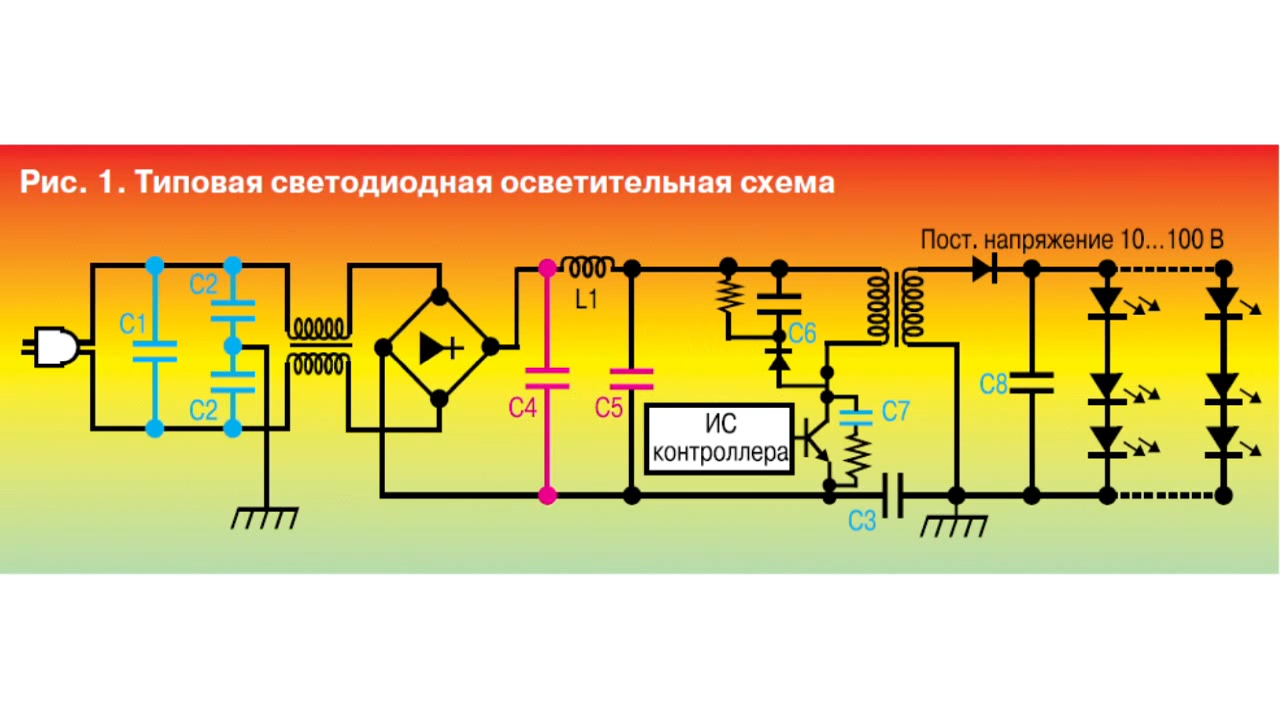 Рис. 1. Типовая светодиодная осветительная схема
Пост. напряжение 10...100 В
C2
L1
C1
C6
C8
C4
C5
C2
C7
ИС
контроллера
C3